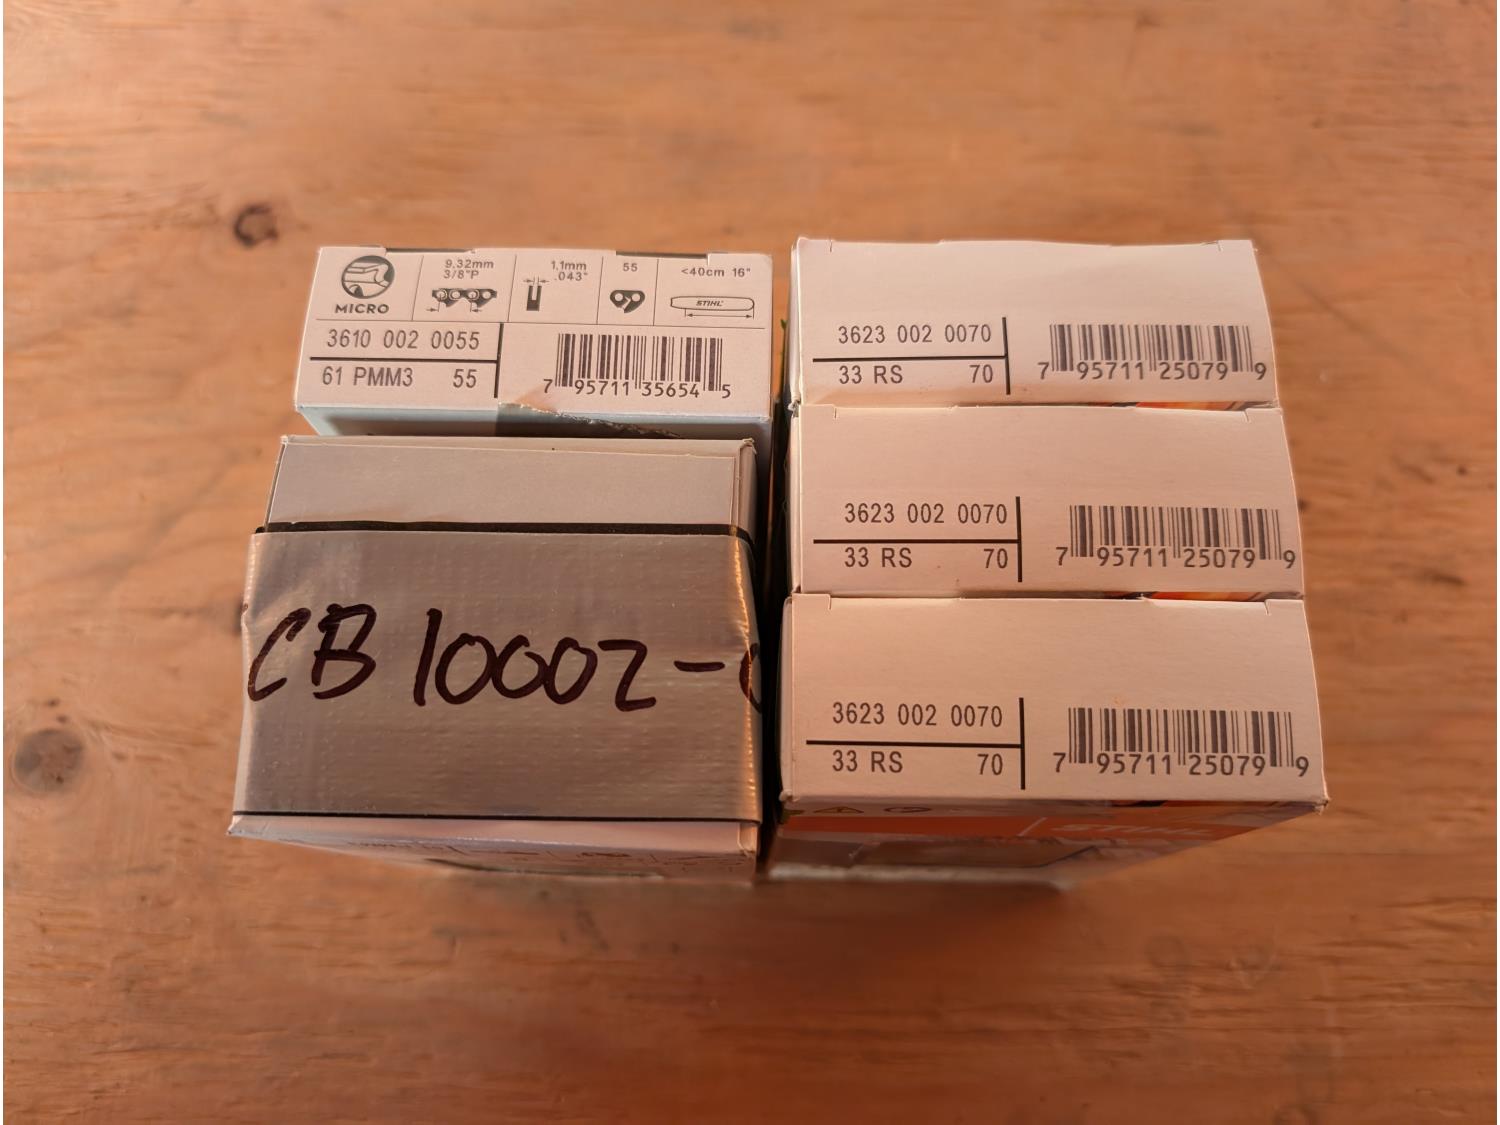 MICRO
9,32mm
3/8"P
1,1mm
.043"
55
<40cm 16"
STIHL
3610 002 0055
61 PMM3 55
7 95711 35654 5
CB 10002-
3623 002 0070
33 RS 70
7 95711 25079 9
3623 002 0070
33 RS 70
7 95711 25079 9
3623 002 0070
33 RS 70
7 95711 25079 9
STIHL